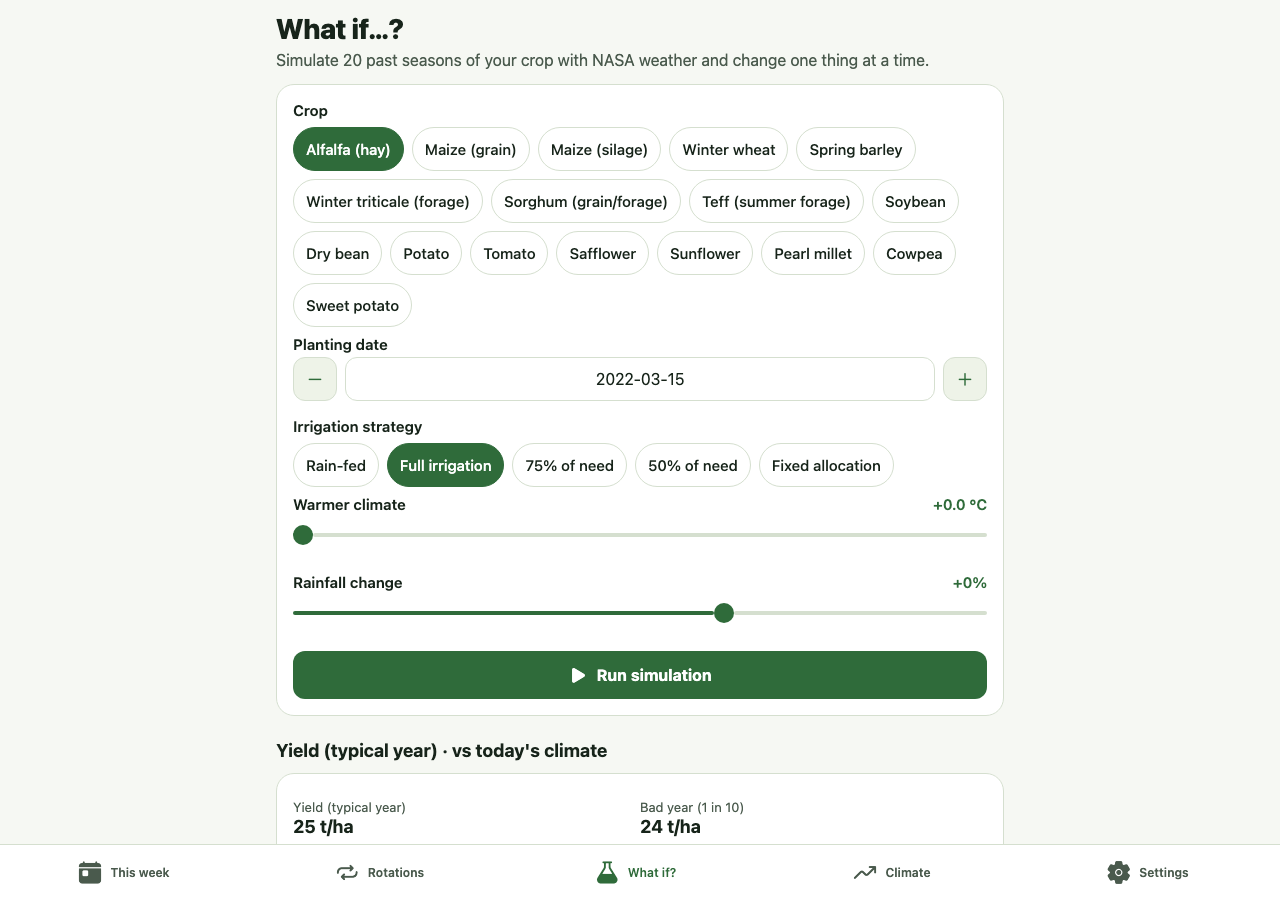 What if…?
Simulate 20 past seasons of your crop with NASA weather and change one thing at a time.
Crop
Alfalfa (hay) Maize (grain) Maize (silage) Winter wheat Spring barley
Winter triticale (forage) Sorghum (grain/forage) Teff (summer forage) Soybean
Dry bean Potato Tomato Safflower Sunflower Pearl millet Cowpea
Sweet potato
Planting date
− 2022-03-15 +
Irrigation strategy
Rain-fed Full irrigation 75% of need 50% of need Fixed allocation
Warmer climate +0.0 °C
Rainfall change +0%
Run simulation
Yield (typical year) · vs today's climate
Yield (typical year) Bad year (1 in 10)
25 t/ha 24 t/ha
This week Rotations What if? Climate Settings